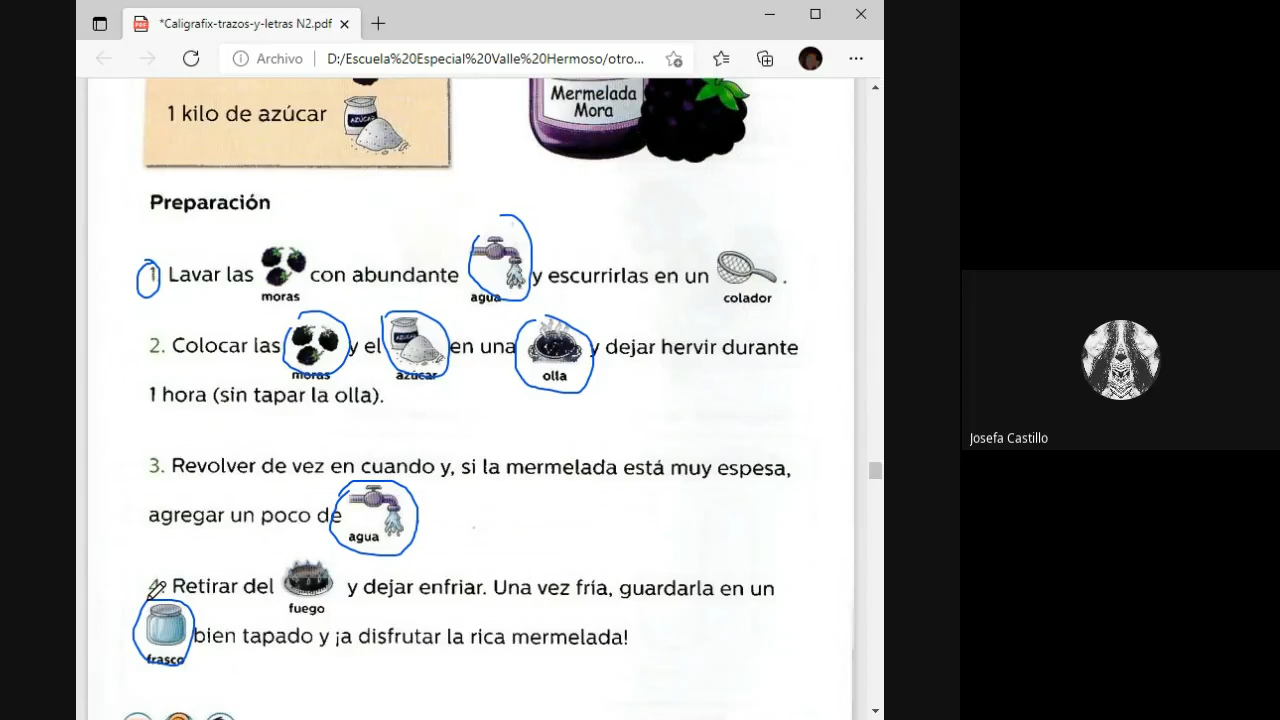 *Caligrafix-trazos-y-letras N2.pdf
Archivo D:/Escuela%20Especial%20Valle%20Hermoso/otro...
1 kilo de azúcar
AZÚCAR
Mermelada
Mora
Preparación
1. Lavar las con abundante y escurrirlas en un .
moras agua colador
2. Colocar las y el en una y dejar hervir durante
moras azúcar olla
1 hora (sin tapar la olla).
3. Revolver de vez en cuando y, si la mermelada está muy espesa,
agregar un poco de
agua
Retirar del y dejar enfriar. Una vez fría, guardarla en un
fuego
bien tapado y ¡a disfrutar la rica mermelada!
frasco
Josefa Castillo